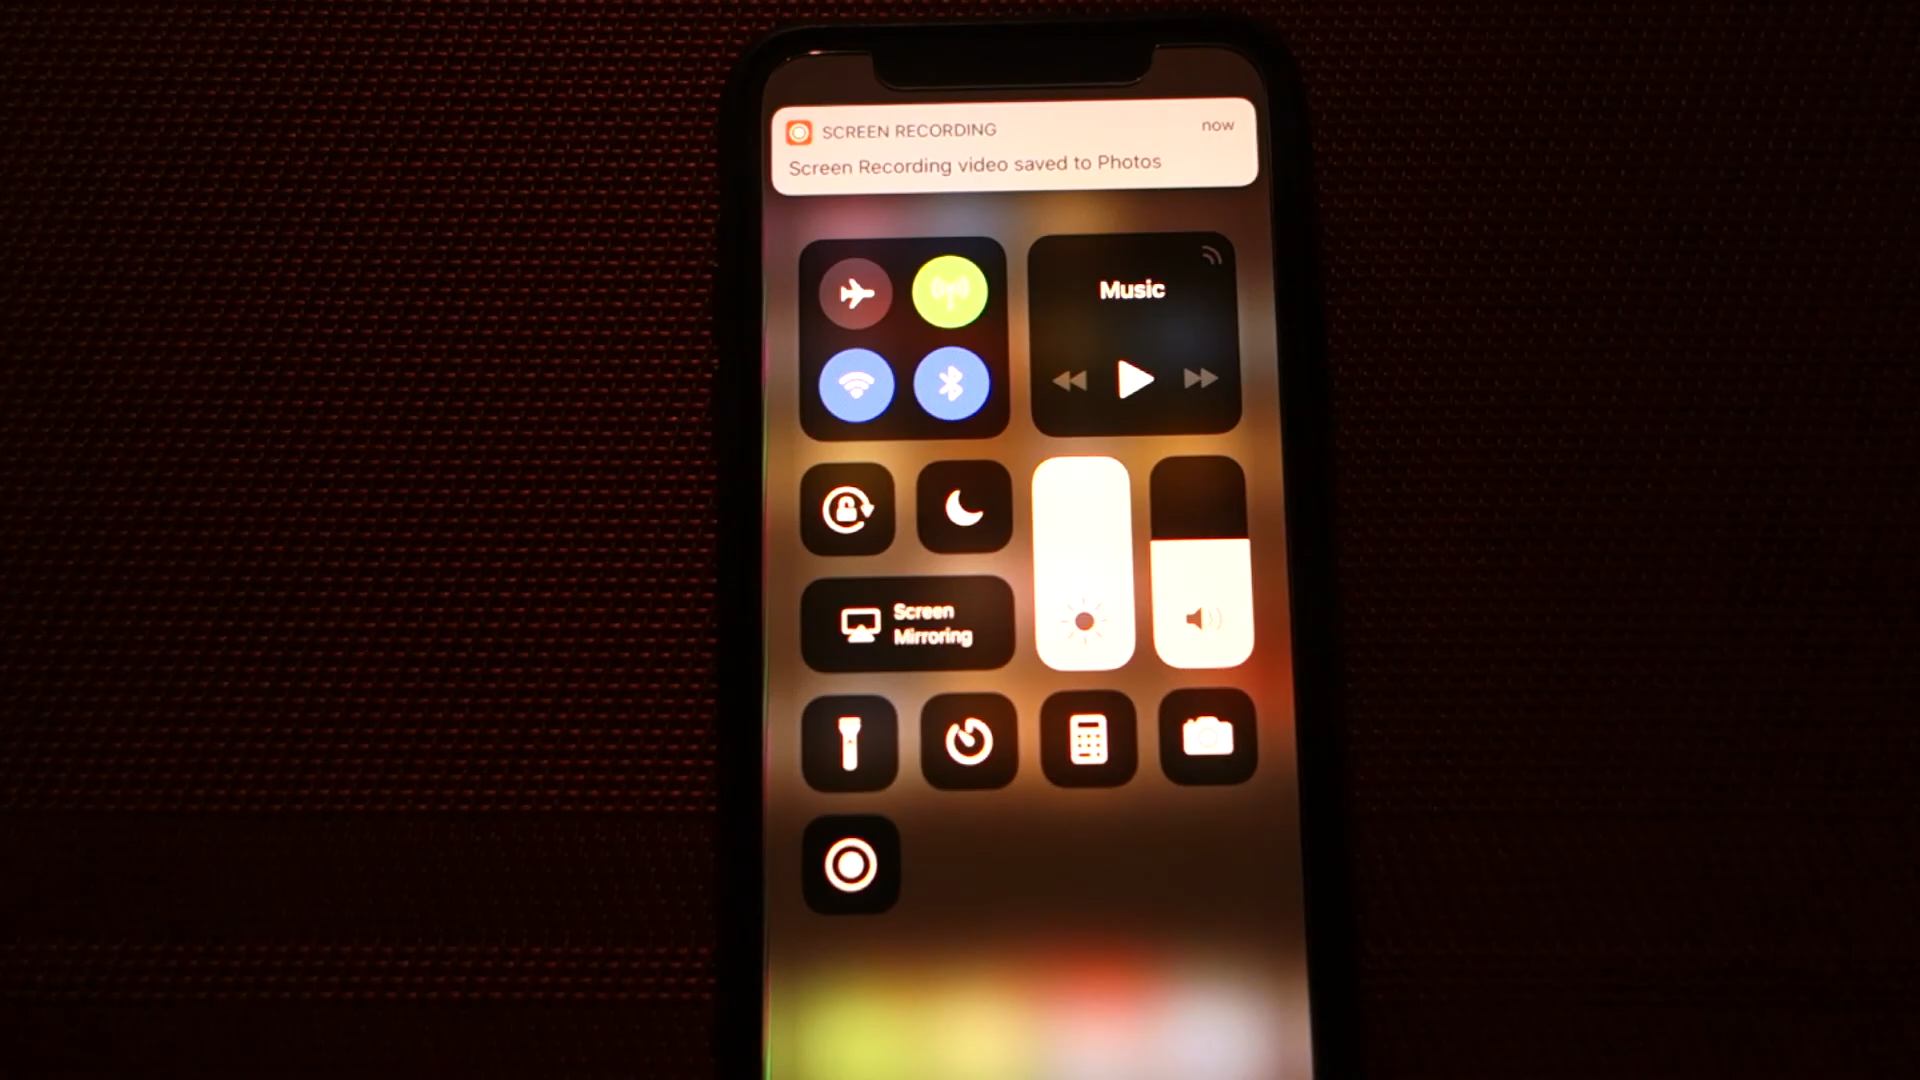 SCREEN RECORDING
now
Screen Recording video saved to Photos
Music
Screen
Mirroring